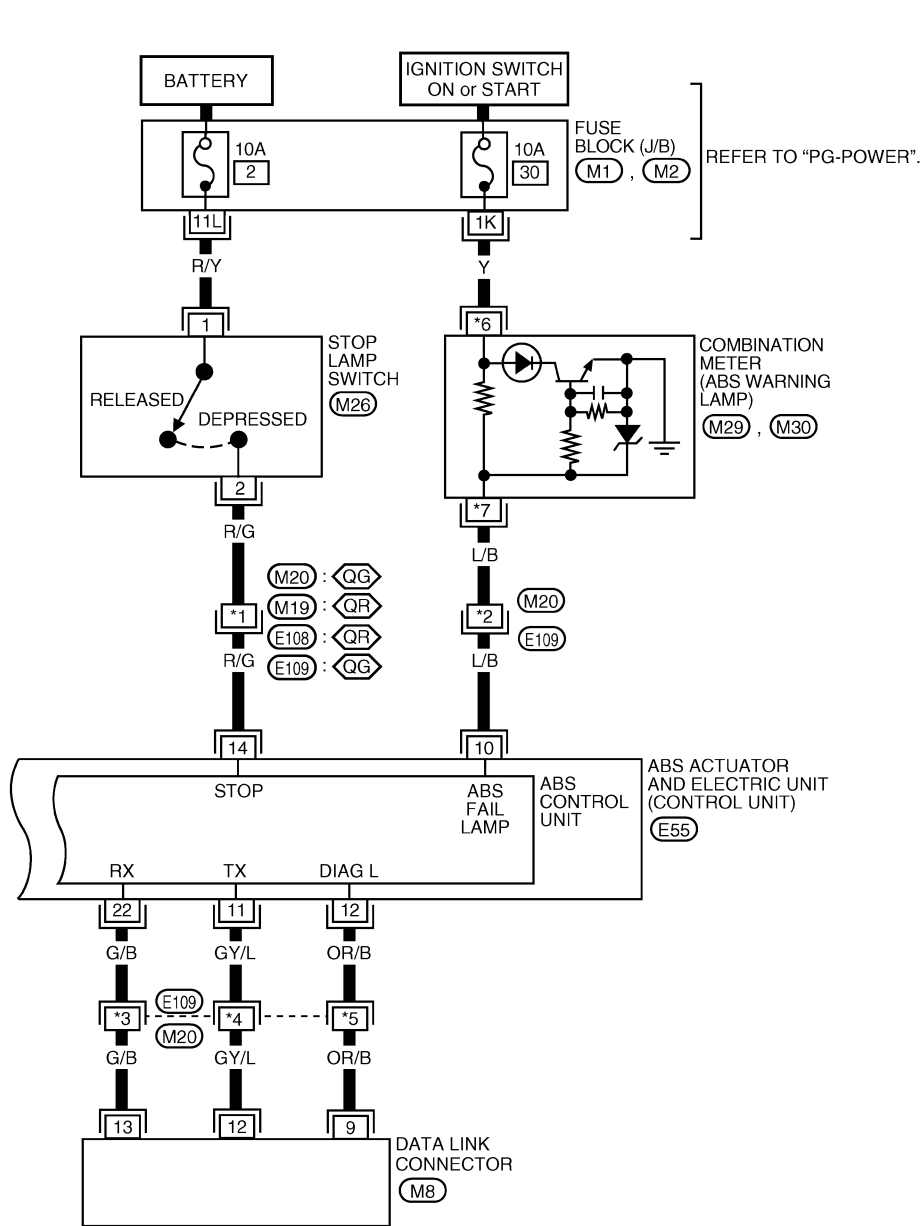 BATTERY
IGNITION SWITCH
ON or START
10A
2
10A
30
FUSE
BLOCK (J/B)
M1 , M2
REFER TO “PG-POWER”.
11L
1K
R/Y
Y
1
*6
STOP
LAMP
SWITCH
M26
RELEASED
DEPRESSED
COMBINATION
METER
(ABS WARNING
LAMP)
M29 , M30
2
*7
R/G
L/B
M20 : QG
M19 : QR
E108 : QR
E109 : QG
*1
*2
M20
E109
R/G
L/B
14
10
STOP
ABS
FAIL
LAMP
ABS
CONTROL
UNIT
ABS ACTUATOR
AND ELECTRIC UNIT
(CONTROL UNIT)
E55
RX
TX
DIAG L
22
11
12
G/B
GY/L
OR/B
*3
E109
M20
*4
*5
G/B
GY/L
OR/B
13
12
9
DATA LINK
CONNECTOR
M8